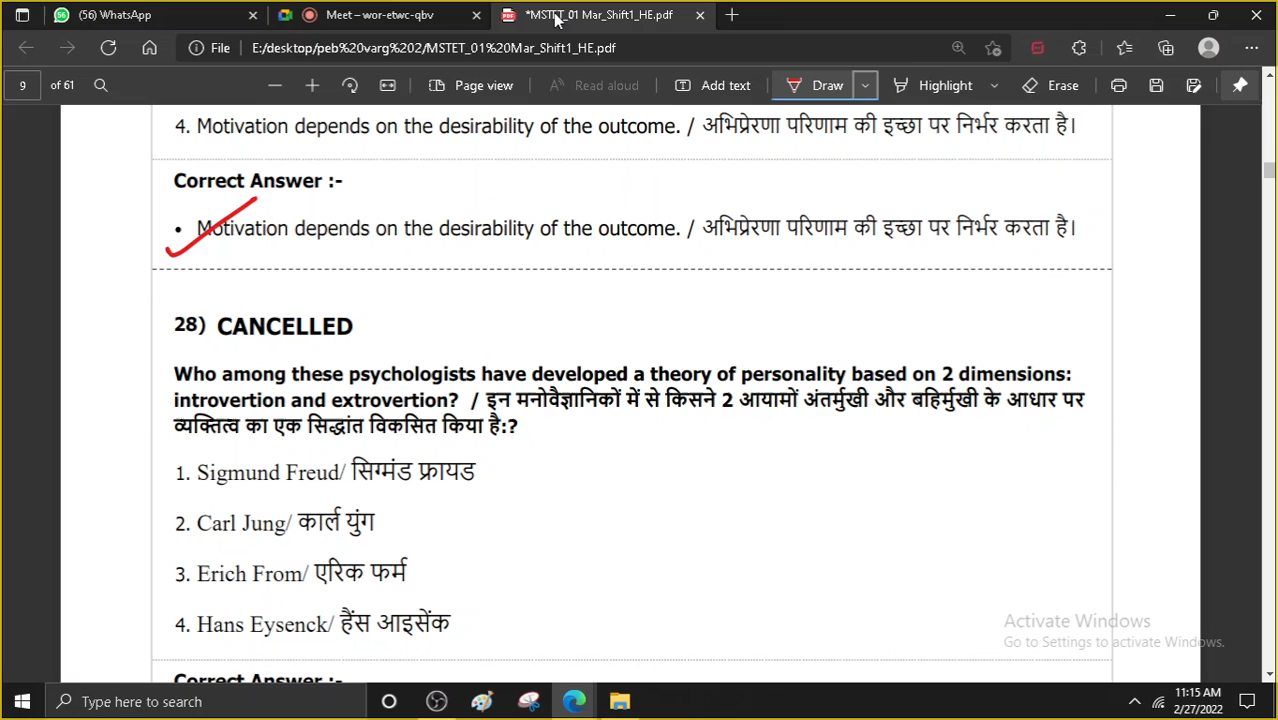 (56) WhatsApp
Meet – wor-etwc-qbv
*MSTET_01 Mar_Shift1_HE.pdf
File E:/desktop/peb%20varg%202/MSTET_01%20Mar_Shift1_HE.pdf
9 of 61
Page view
Read aloud
Add text
Draw
Highlight
Erase
4. Motivation depends on the desirability of the outcome. / अभिप्रेरणा परिणाम की इच्छा पर निर्भर करता है।
Correct Answer :-
• Motivation depends on the desirability of the outcome. / अभिप्रेरणा परिणाम की इच्छा पर निर्भर करता है।
28) CANCELLED
Who among these psychologists have developed a theory of personality based on 2 dimensions:
introvertion and extrovertion? / इन मनोवैज्ञानिकों में से किसने 2 आयामों अंतर्मुखी और बहिर्मुखी के आधार पर
व्यक्तित्व का एक सिद्धांत विकसित किया है:?
1. Sigmund Freud/ सिग्मंड फ्रायड
2. Carl Jung/ कार्ल युंग
3. Erich From/ एरिक फर्म
4. Hans Eysenck/ हैंस आइसेंक
Correct Answer :-
Activate Windows
Go to Settings to activate Windows.
Type here to search
11:15 AM
2/27/2022